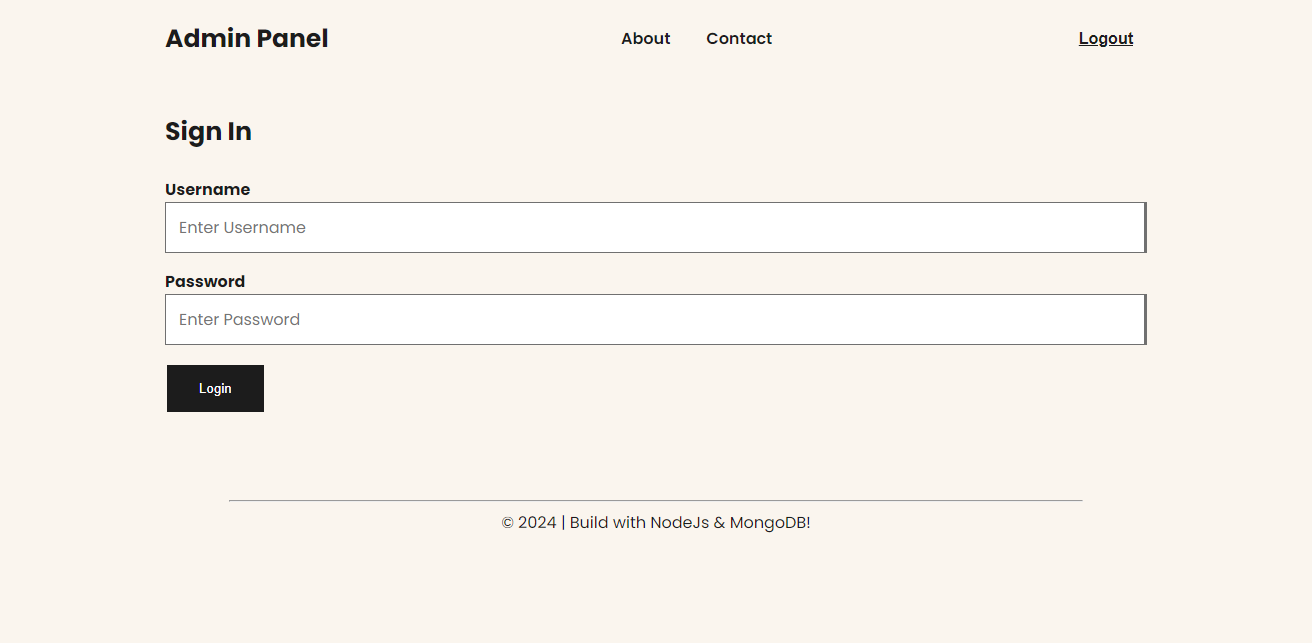 Admin Panel About Contact Logout
Sign In
Username
Enter Username
Password
Enter Password
Login
© 2024 | Build with NodeJs & MongoDB!